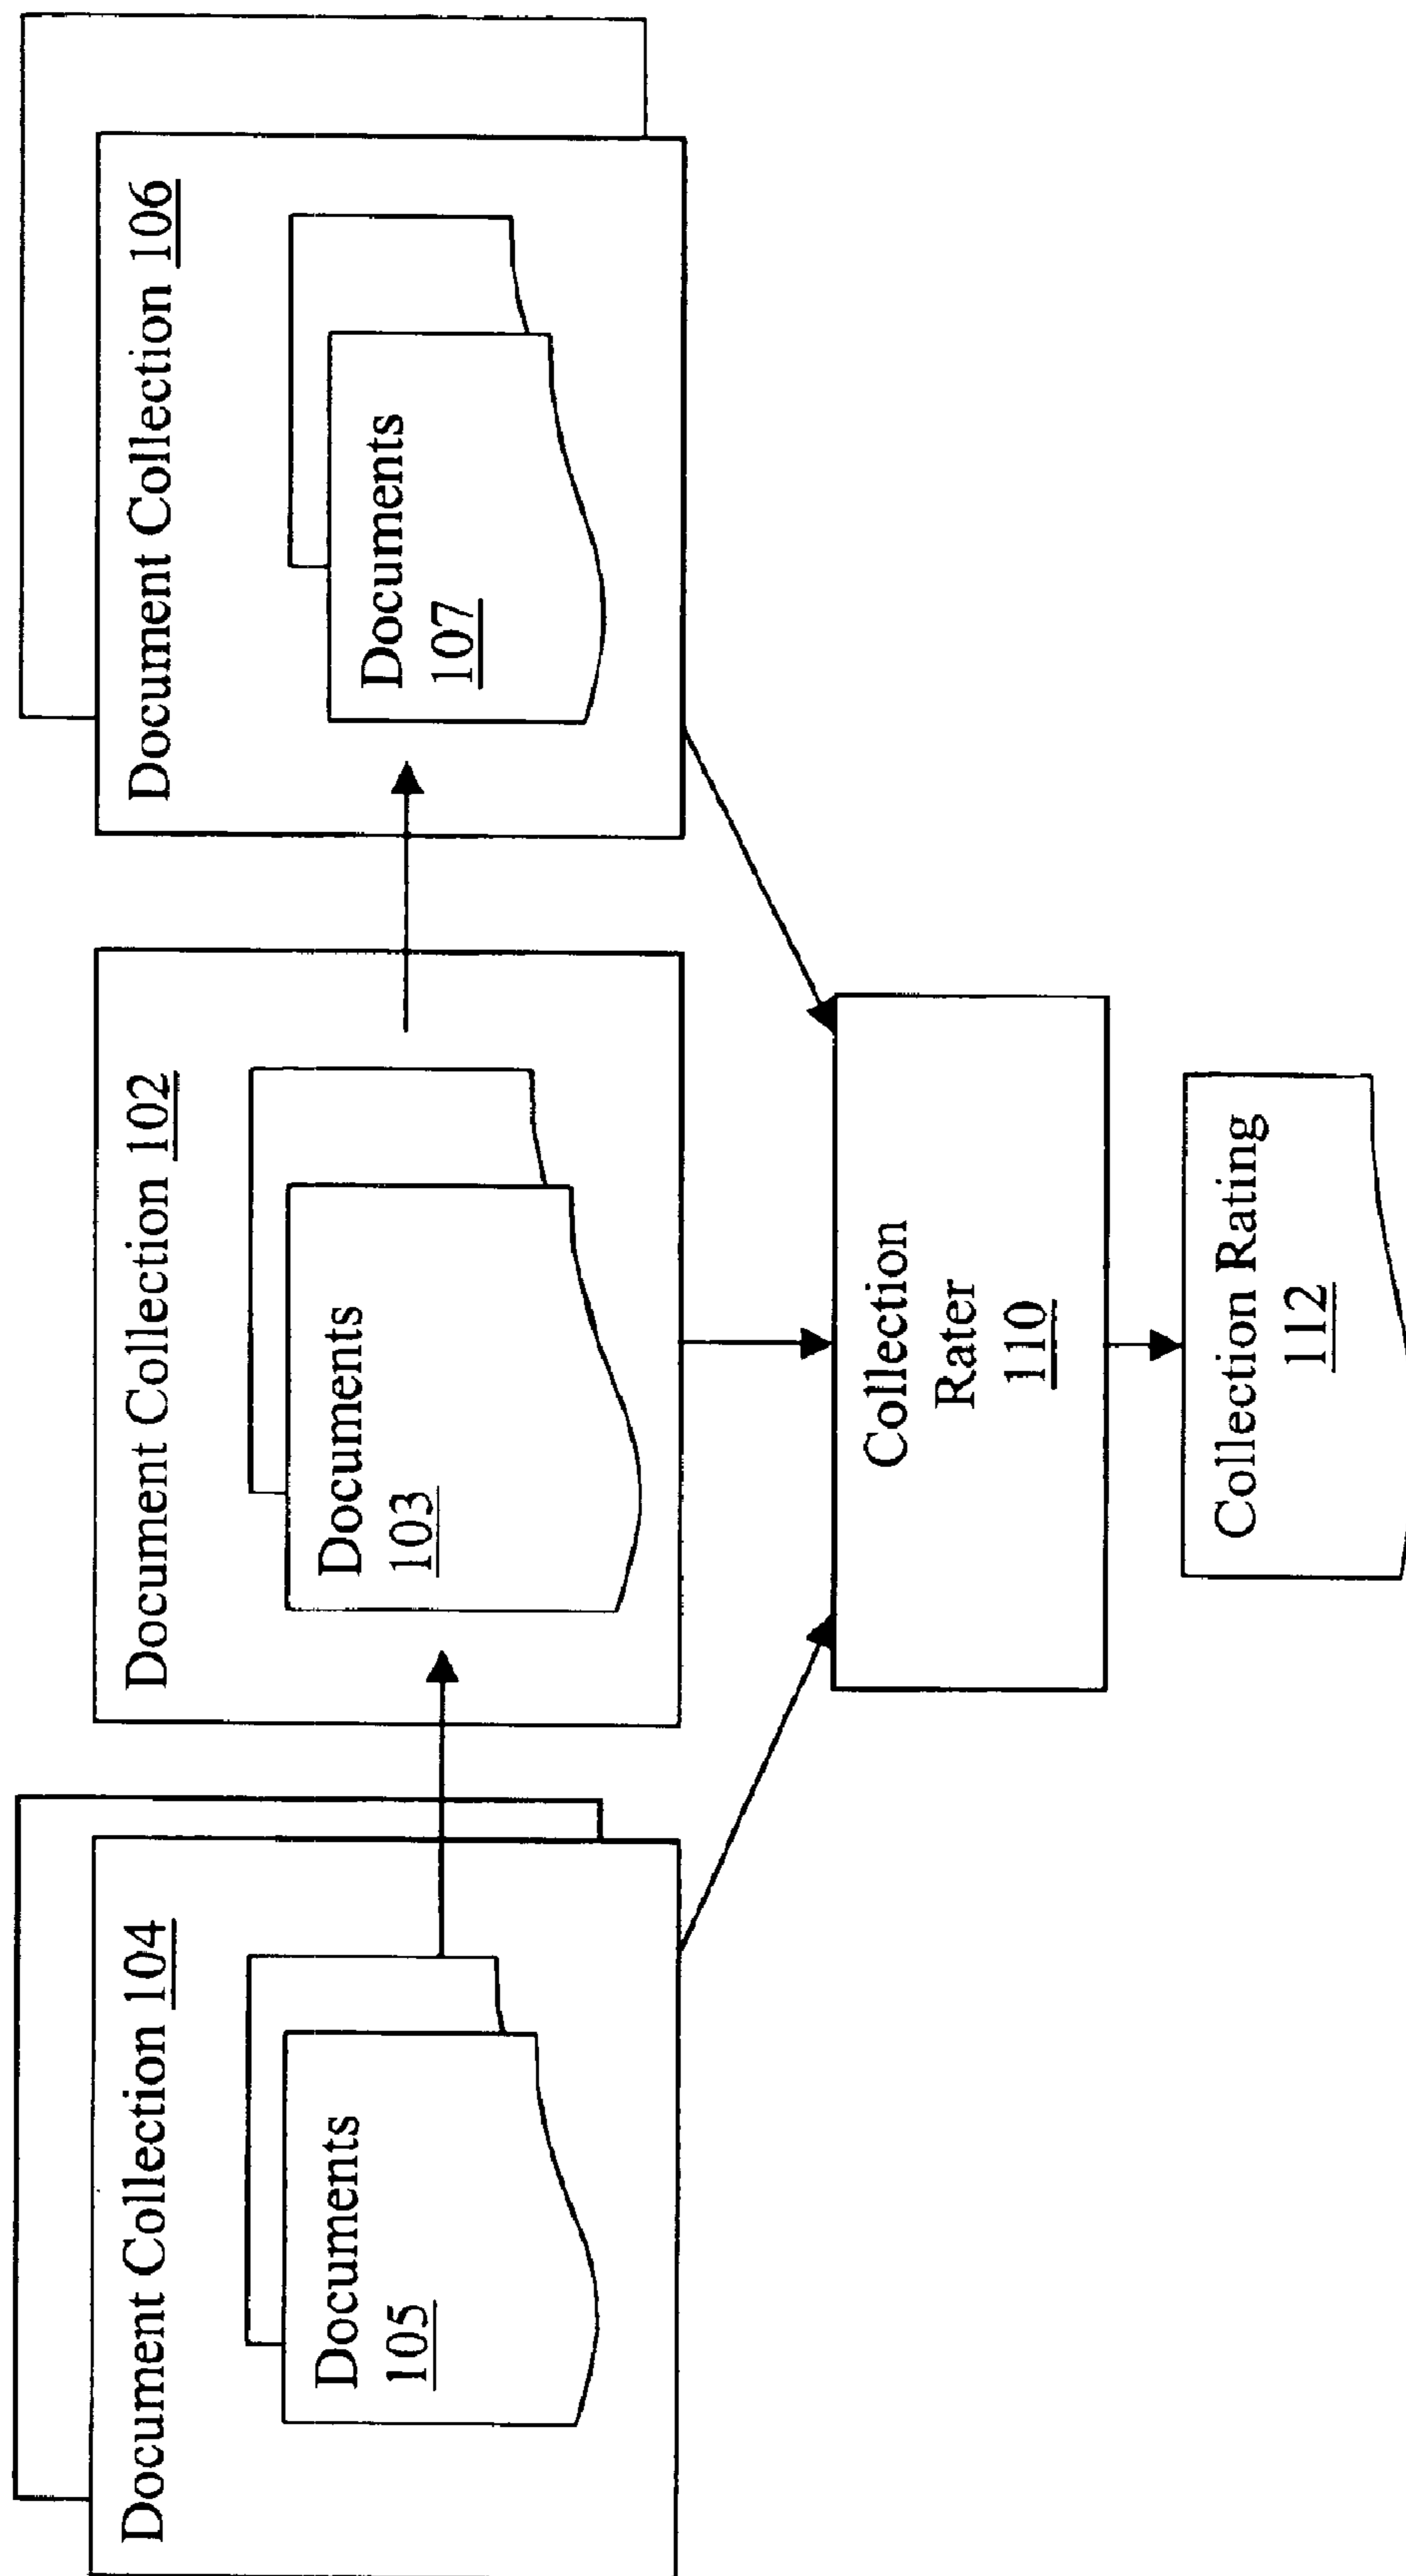 Document Collection 104
Documents
105
Document Collection 102
Documents
103
Document Collection 106
Documents
107
Collection
Rater
110
Collection Rating
112